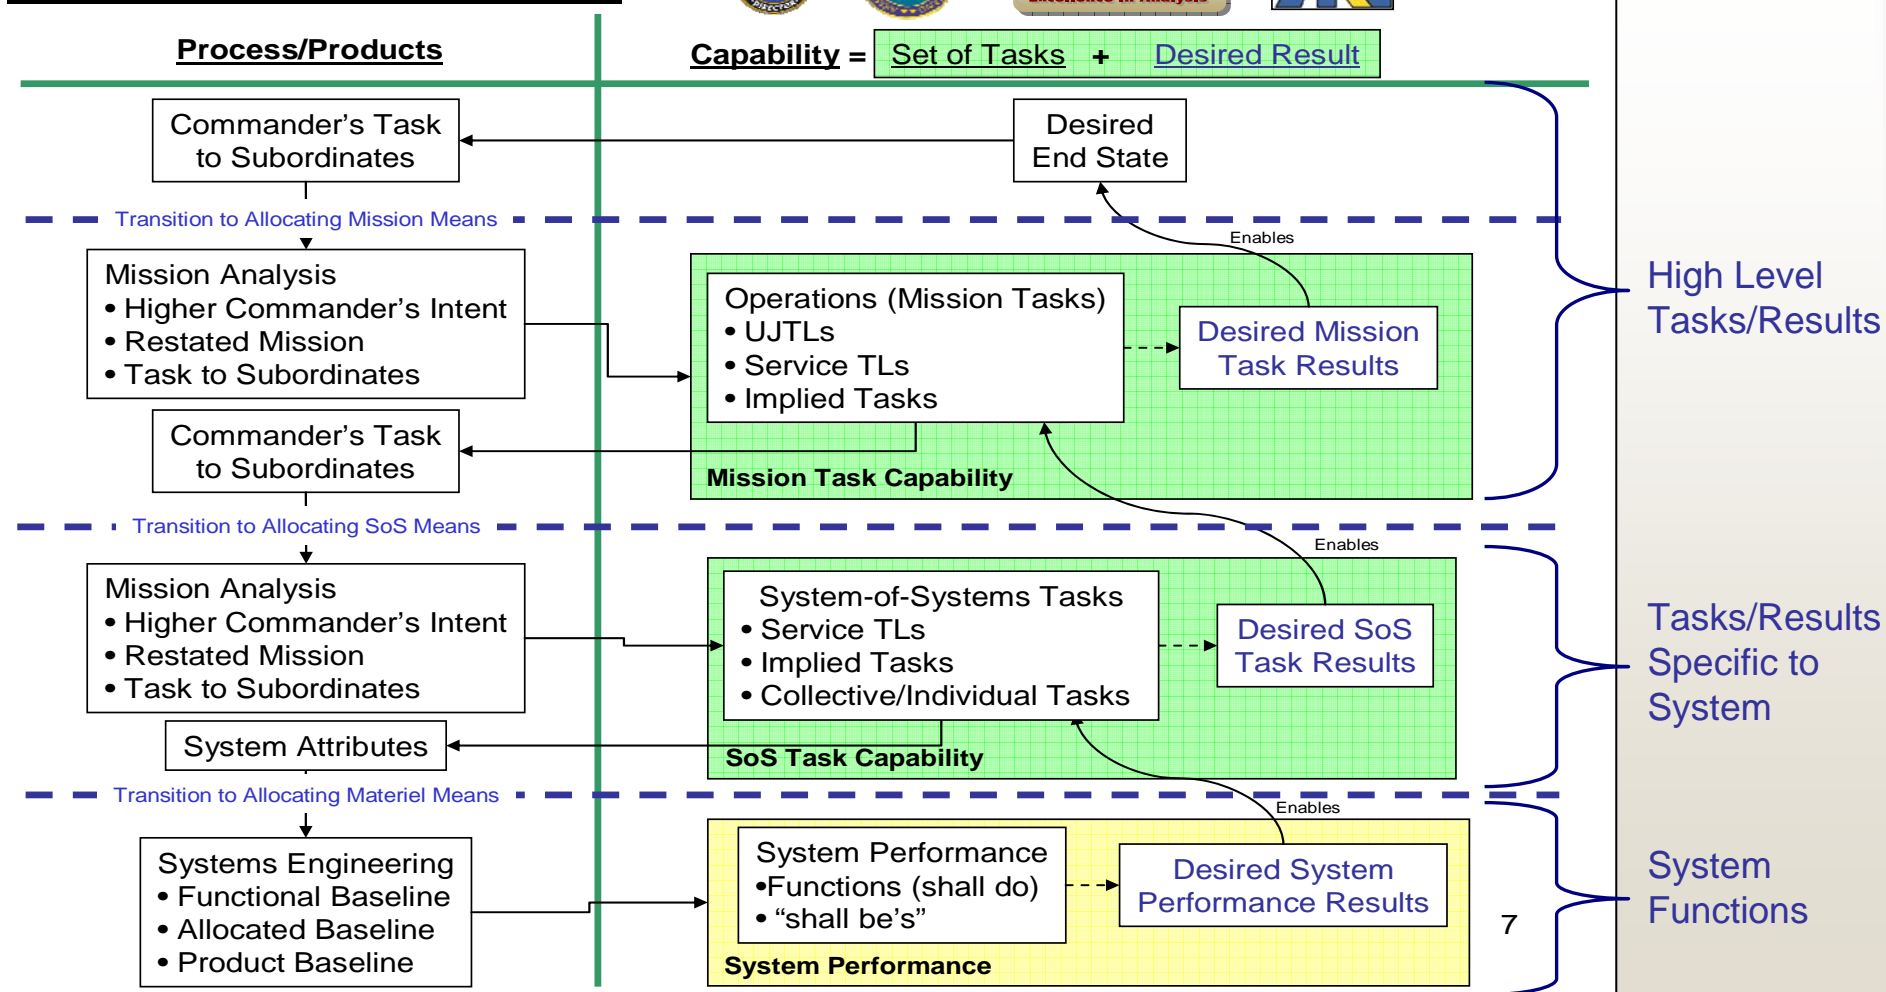 DIRECTOR
Excellence in Analysis
Process/Products
Capability = Set of Tasks + Desired Result
Commander's Task
to Subordinates
Desired
End State
Transition to Allocating Mission Means
Enables
Mission Analysis
• Higher Commander's Intent
• Restated Mission
• Task to Subordinates
Operations (Mission Tasks)
• UJTLs
• Service TLs
• Implied Tasks
Desired Mission
Task Results
Mission Task Capability
High Level
Tasks/Results
Commander's Task
to Subordinates
Transition to Allocating SoS Means
Enables
Mission Analysis
• Higher Commander's Intent
• Restated Mission
• Task to Subordinates
System-of-Systems Tasks
• Service TLs
• Implied Tasks
• Collective/Individual Tasks
Desired SoS
Task Results
SoS Task Capability
Tasks/Results
Specific to
System
System Attributes
Transition to Allocating Materiel Means
Enables
Systems Engineering
• Functional Baseline
• Allocated Baseline
• Product Baseline
System Performance
•Functions (shall do)
• “shall be's”
Desired System
Performance Results
System Performance
System
Functions
7